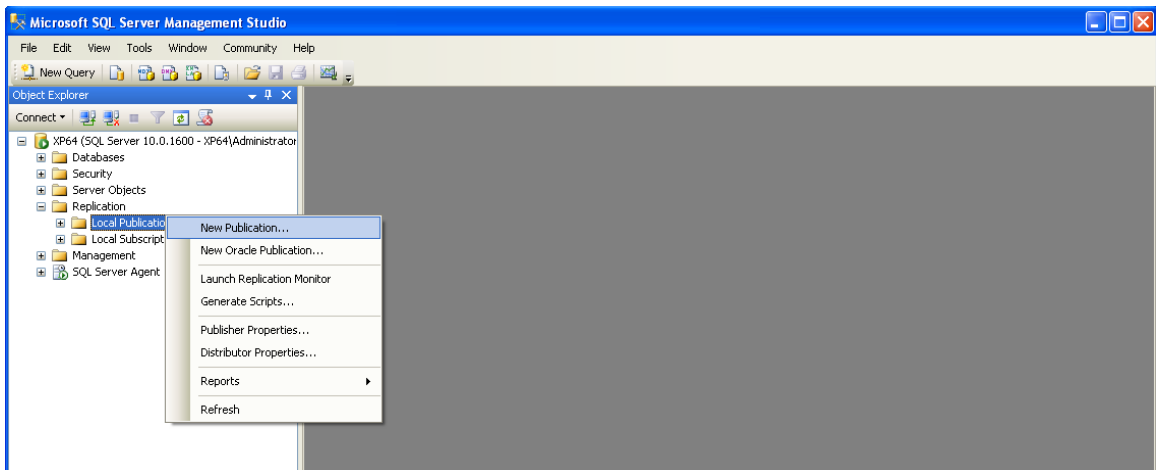 Microsoft SQL Server Management Studio
File Edit View Tools Window Community Help
New Query
Object Explorer
Connect
XP64 (SQL Server 10.0.1600 - XP64\Administrator
Databases
Security
Server Objects
Replication
Local Publicatio
Local Subscript
Management
SQL Server Agent
New Publication...
New Oracle Publication...
Launch Replication Monitor
Generate Scripts...
Publisher Properties...
Distributor Properties...
Reports
Refresh